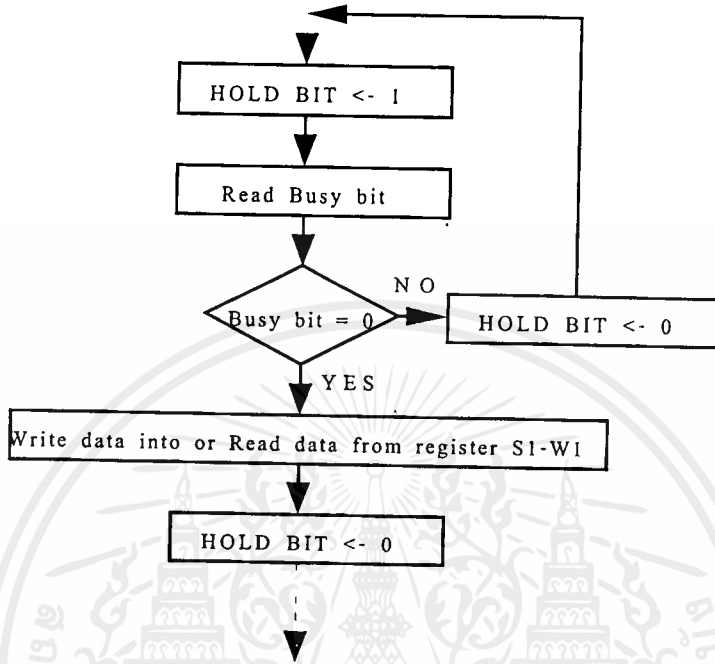 HOLD BIT <- 1
Read Busy bit
Busy bit = 0
NO
HOLD BIT <- 0
YES
Write data into or Read data from register S1-W1
HOLD BIT <- 0